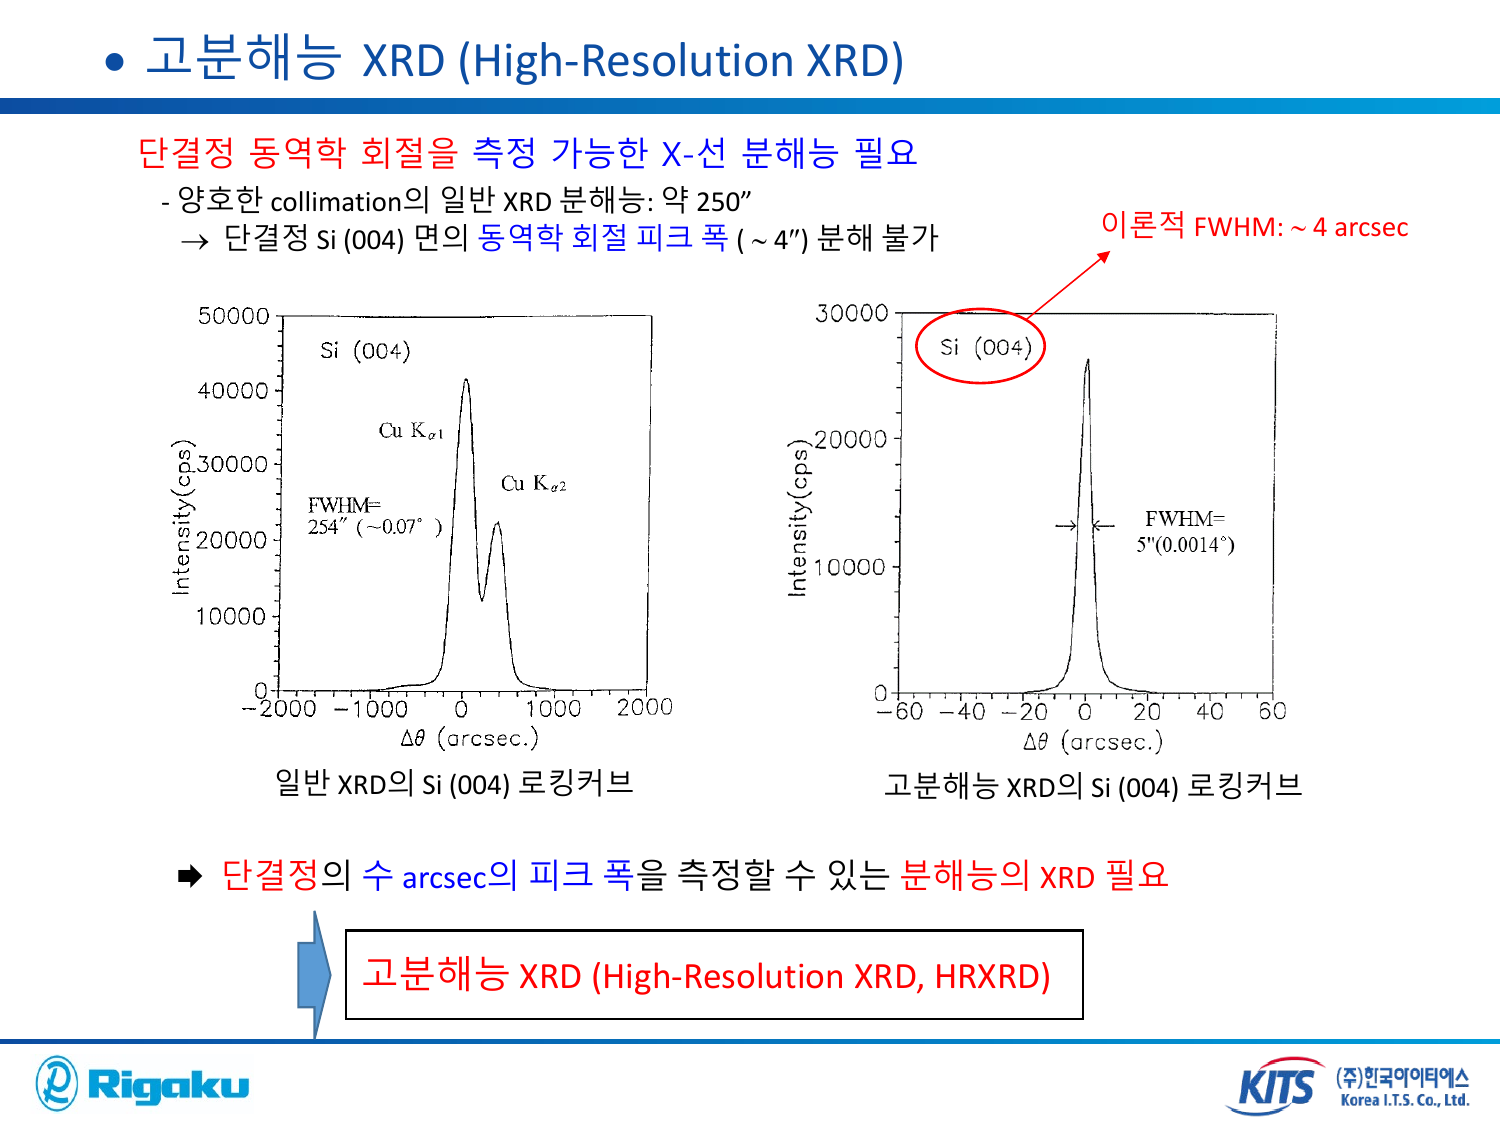 • 고분해능 XRD (High-Resolution XRD)
단결정 동역학 회절을 측정 가능한 X-선 분해능 필요
- 양호한 collimation의 일반 XRD 분해능: 약 250”
→ 단결정 Si (004) 면의 동역학 회절 피크 폭 ( ~ 4″) 분해 불가
이론적 FWHM: ~ 4 arcsec
50000
40000
30000
20000
10000
0
Intensity(cps)
Si (004)
Cu Kα1
Cu Kα2
FWHM=
254″ (~0.07° )
−2000 −1000 0 1000 2000
Δθ (arcsec.)
일반 XRD의 Si (004) 로킹커브
30000
20000
10000
0
Intensity(cps)
Si (004)
FWHM=
5"(0.0014°)
−60 −40 −20 0 20 40 60
Δθ (arcsec.)
고분해능 XRD의 Si (004) 로킹커브
➡ 단결정의 수 arcsec의 피크 폭을 측정할 수 있는 분해능의 XRD 필요
고분해능 XRD (High-Resolution XRD, HRXRD)
Rigaku
KITS
(주)한국아이티에스
Korea I.T.S. Co., Ltd.